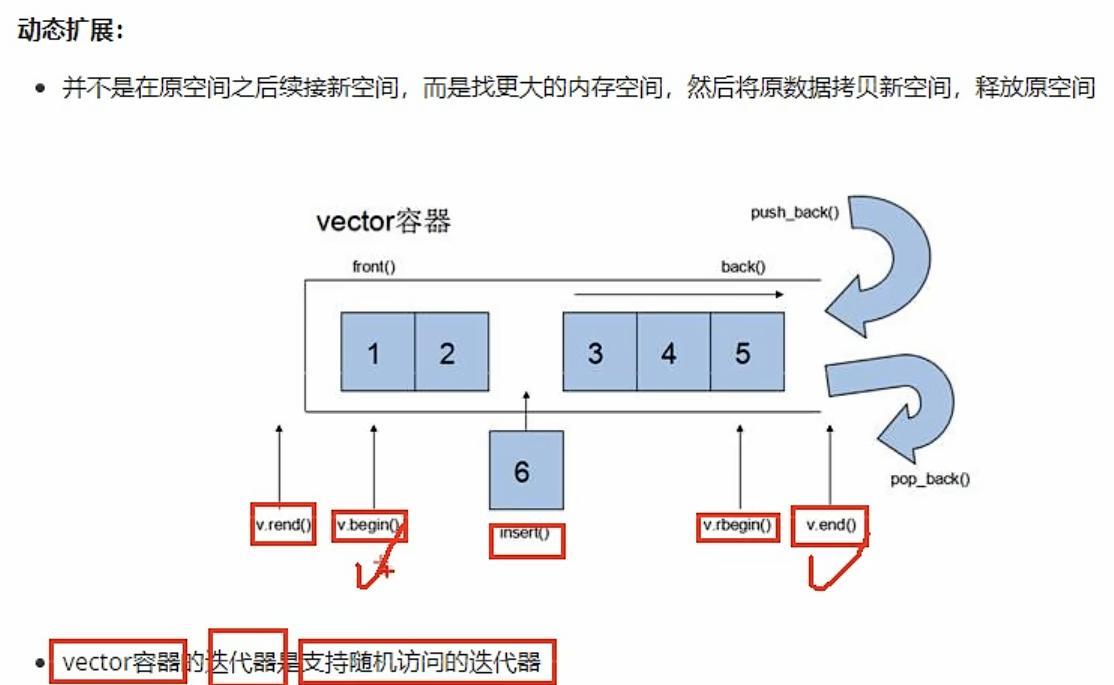 动态扩展：
• 并不是在原空间之后续接新空间，而是找更大的内存空间，然后将原数据拷贝新空间，释放原空间
vector容器
push_back()
front()
back()
1 2 3 4 5
6
pop_back()
v.rend() v.begin() insert() v.rbegin() v.end()
• vector容器的迭代器是支持随机访问的迭代器